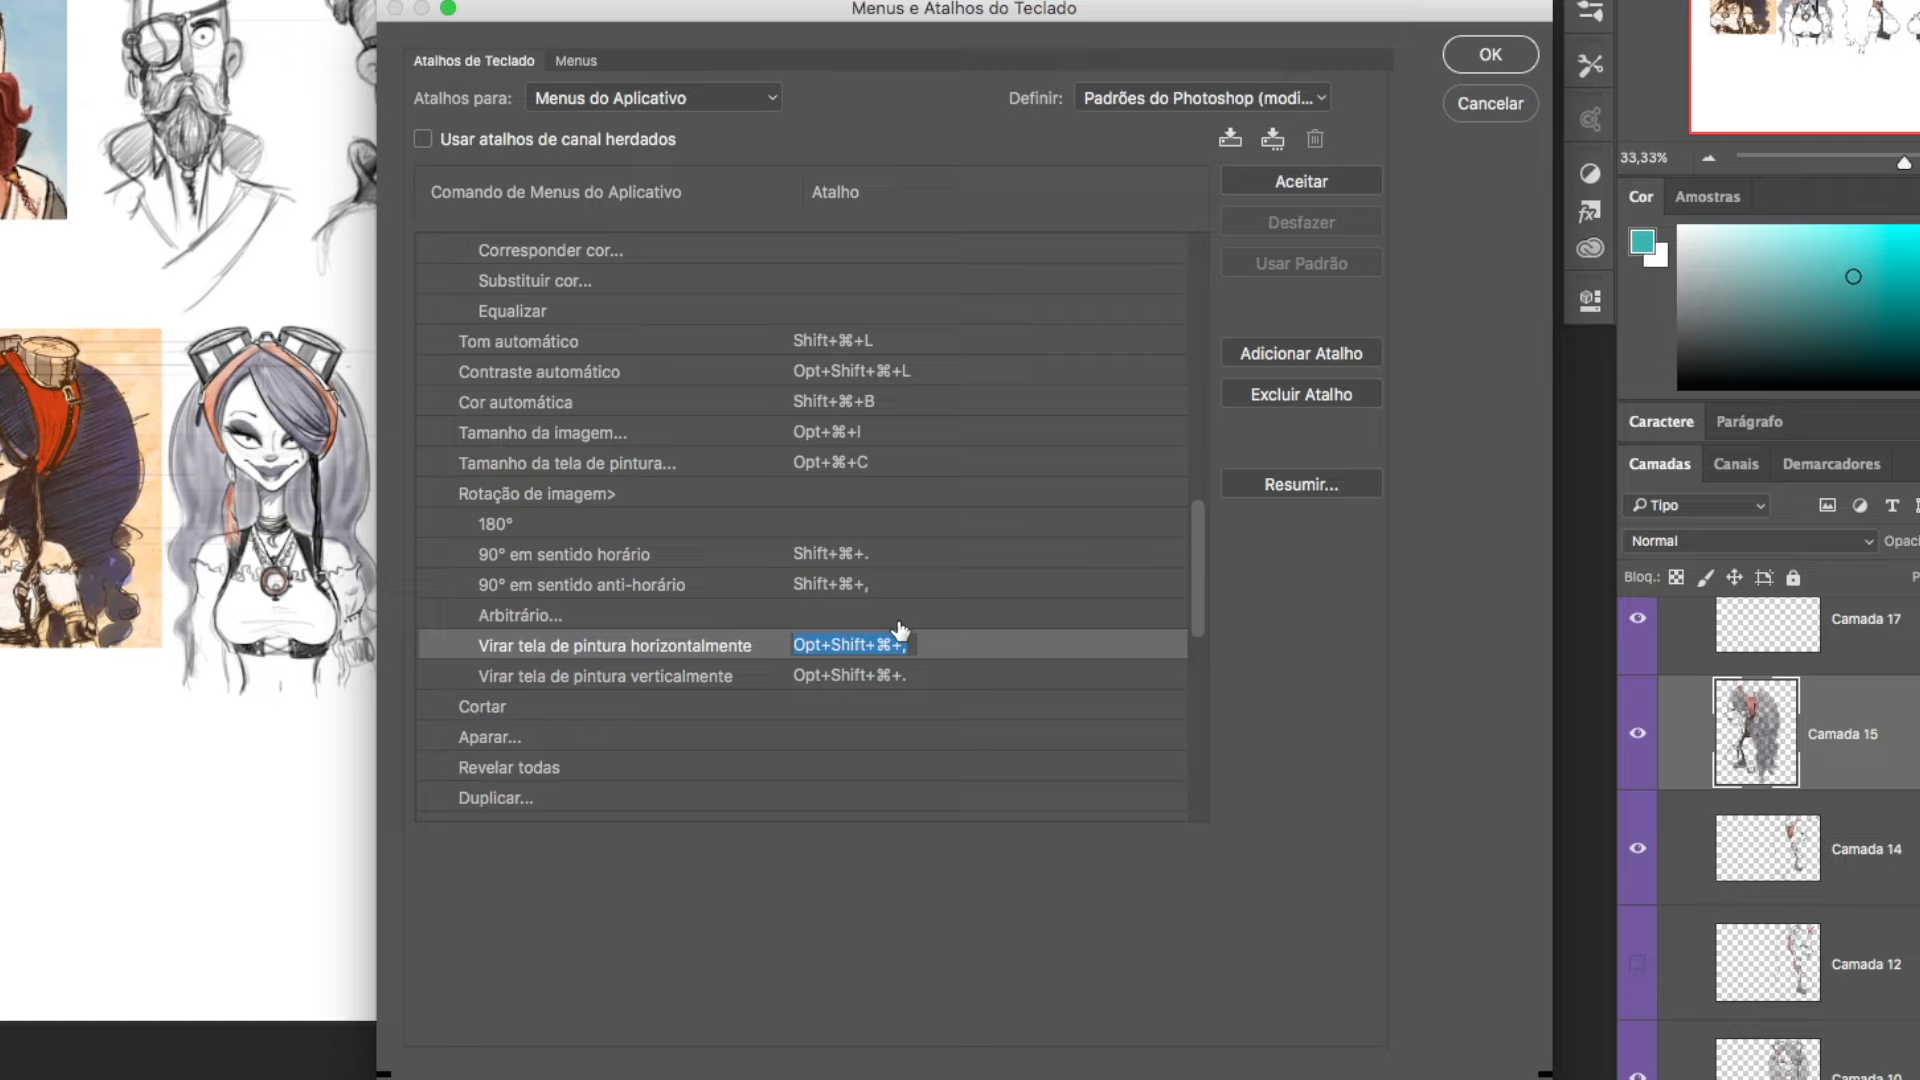 Menus e Atalhos do Teclado
Atalhos de Teclado Menus
OK
Atalhos para: Menus do Aplicativo
Definir: Padrões do Photoshop (modi...
Cancelar
Usar atalhos de canal herdados
Comando de Menus do Aplicativo Atalho
Aceitar
Desfazer
Usar Padrão
Adicionar Atalho
Excluir Atalho
Resumir...
Corresponder cor...
Substituir cor...
Equalizar
Tom automático Shift+⌘+L
Contraste automático Opt+Shift+⌘+L
Cor automática Shift+⌘+B
Tamanho da imagem... Opt+⌘+I
Tamanho da tela de pintura... Opt+⌘+C
Rotação de imagem>
180°
90° em sentido horário Shift+⌘+.
90° em sentido anti-horário Shift+⌘+,
Arbitrário...
Virar tela de pintura horizontalmente Opt+Shift+⌘+,
Virar tela de pintura verticalmente Opt+Shift+⌘+.
Cortar
Aparar...
Revelar todas
Duplicar...
33,33%
Cor Amostras
Caractere Parágrafo
Camadas Canais Demarcadores
Tipo
Normal
Bloq.:
Camada 17
Camada 15
Camada 14
Camada 12
Camada 10